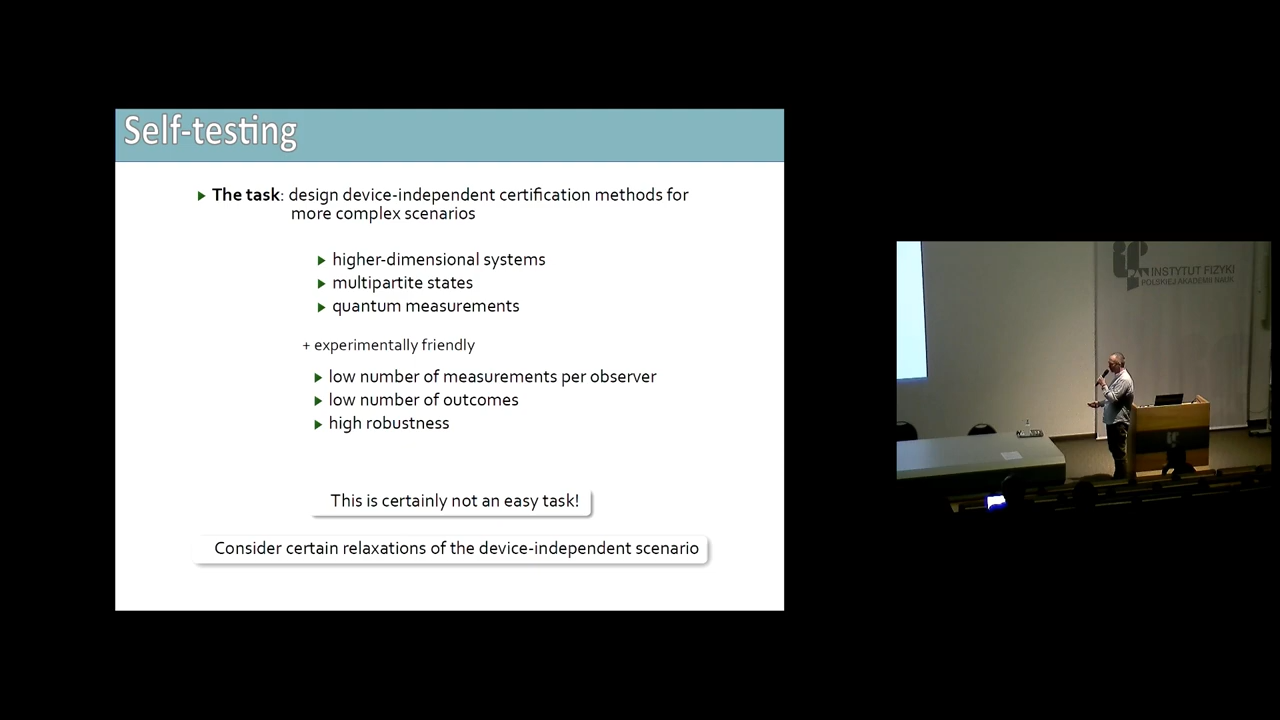 Self-testing
The task: design device-independent certification methods for
more complex scenarios
higher-dimensional systems
multipartite states
quantum measurements
+ experimentally friendly
low number of measurements per observer
low number of outcomes
high robustness
This is certainly not an easy task!
Consider certain relaxations of the device-independent scenario
INSTYTUT FIZYKI
POLSKIEJ AKADEMII NAUK